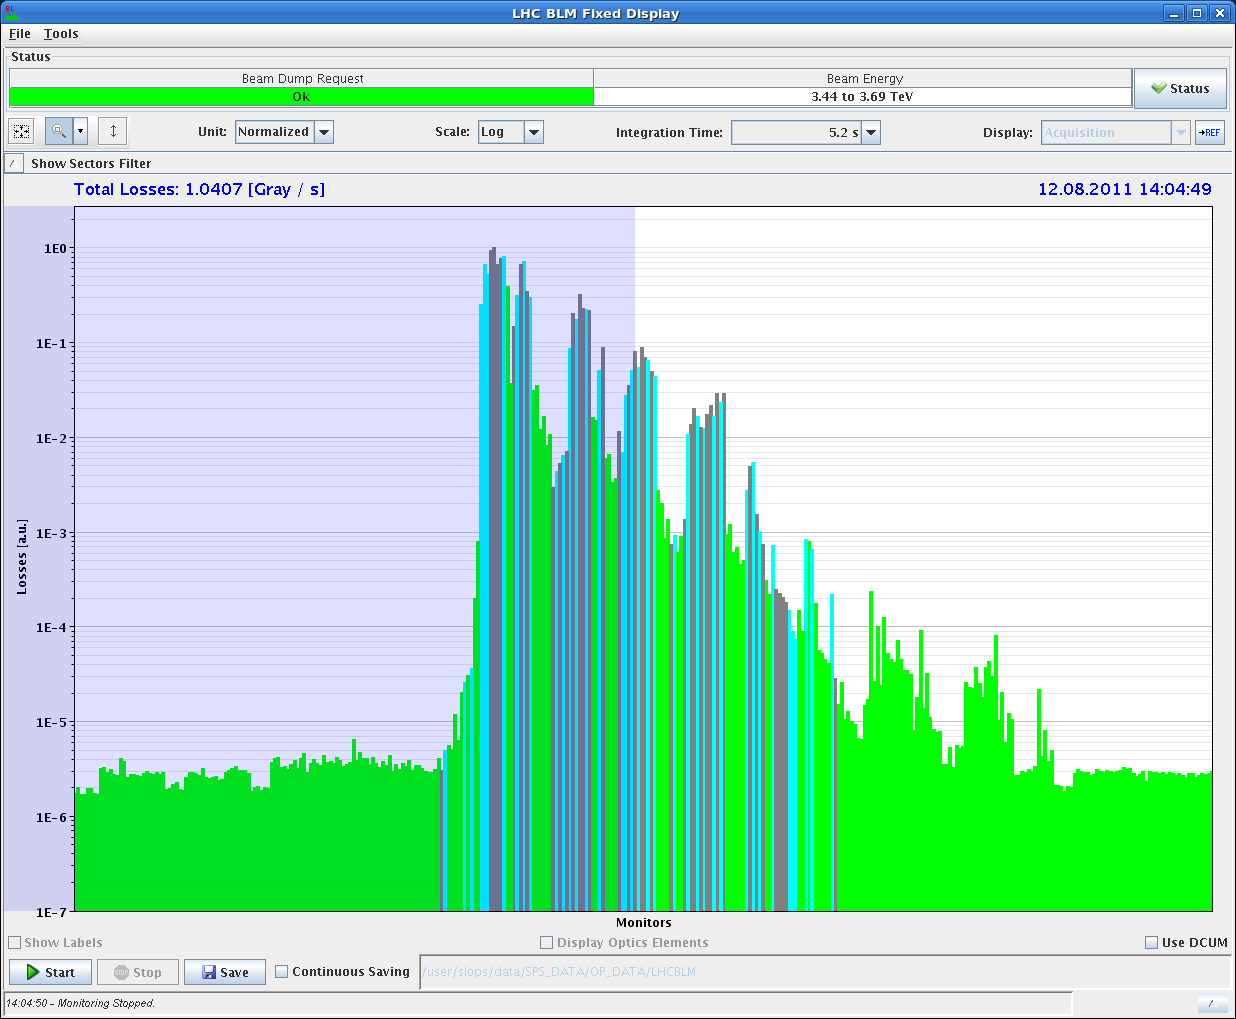 BL
LHC BLM Fixed Display
File Tools
Status
Beam Dump Request Beam Energy
Ok 3.44 to 3.69 TeV
Status
Unit: Normalized Scale: Log Integration Time: 5.2 s Display: Acquisition REF
Show Sectors Filter
Total Losses: 1.0407 [Gray / s] 12.08.2011 14:04:49
1E0
1E-1
1E-2
1E-3
1E-4
1E-5
1E-6
1E-7
Losses [a.u.]
Monitors
Show Labels Display Optics Elements Use DCUM
Start STOP Stop Save Continuous Saving /user/slops/data/SPS_DATA/OP_DATA/LHCBLM
14:04:50 - Monitoring Stopped.